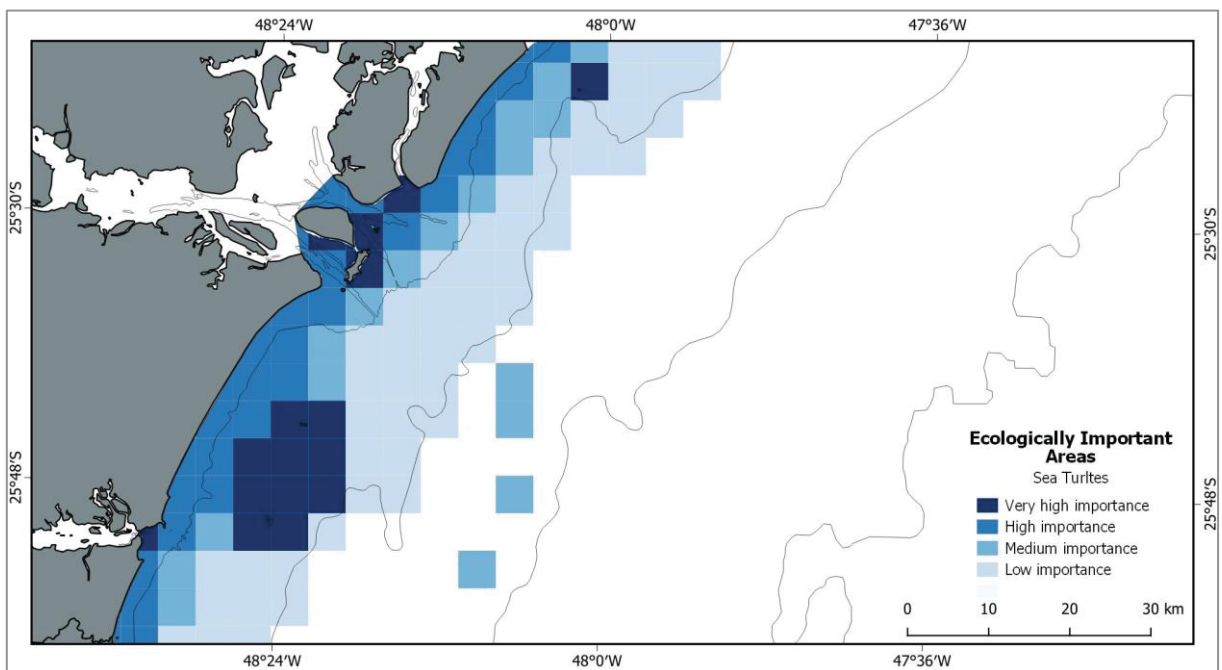 48°24′W 48°0′W 47°36′W
25°30′S 25°30′S
25°48′S 25°48′S
Ecologically Important
Areas
Sea Turltes
Very high importance
High importance
Medium importance
Low importance
0 10 20 30 km
48°24′W 48°0′W 47°36′W